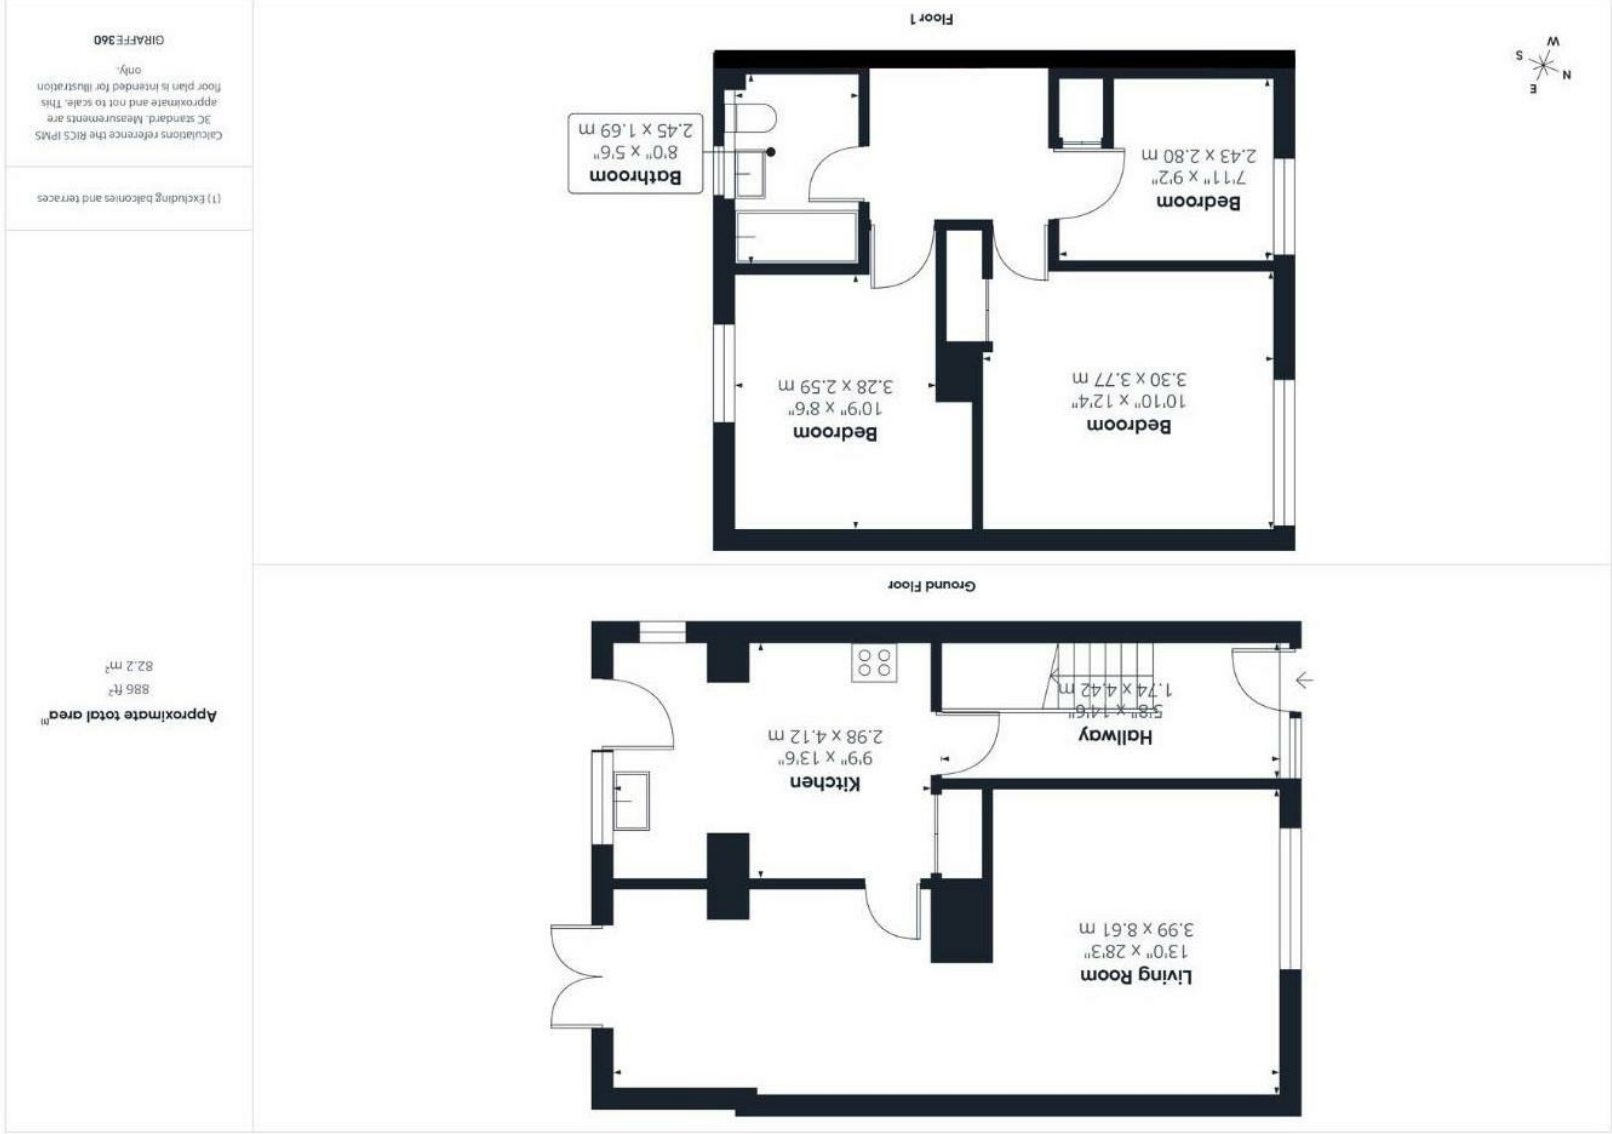 Ground Floor
Living Room
13'0" x 28'3"
3.99 x 8.61 m
Kitchen
9'9" x 13'6"
2.98 x 4.12 m
Hallway
5'8" x 14'6"
1.74 x 4.42 m
Floor 1
Bedroom
10'10" x 12'4"
3.30 x 3.77 m
Bedroom
10'9" x 8'6"
3.28 x 2.59 m
Bedroom
7'11" x 9'2"
2.43 x 2.80 m
Bathroom
8'0" x 5'6"
2.45 x 1.69 m
N
E
S
W
Approximate total area(1)
886 ft²
82.2 m²
(1) Excluding balconies and terraces
Calculations reference the RICS IPMS
3C standard. Measurements are
approximate and not to scale. This
floor plan is intended for illustration
only.
GIRAFFE360